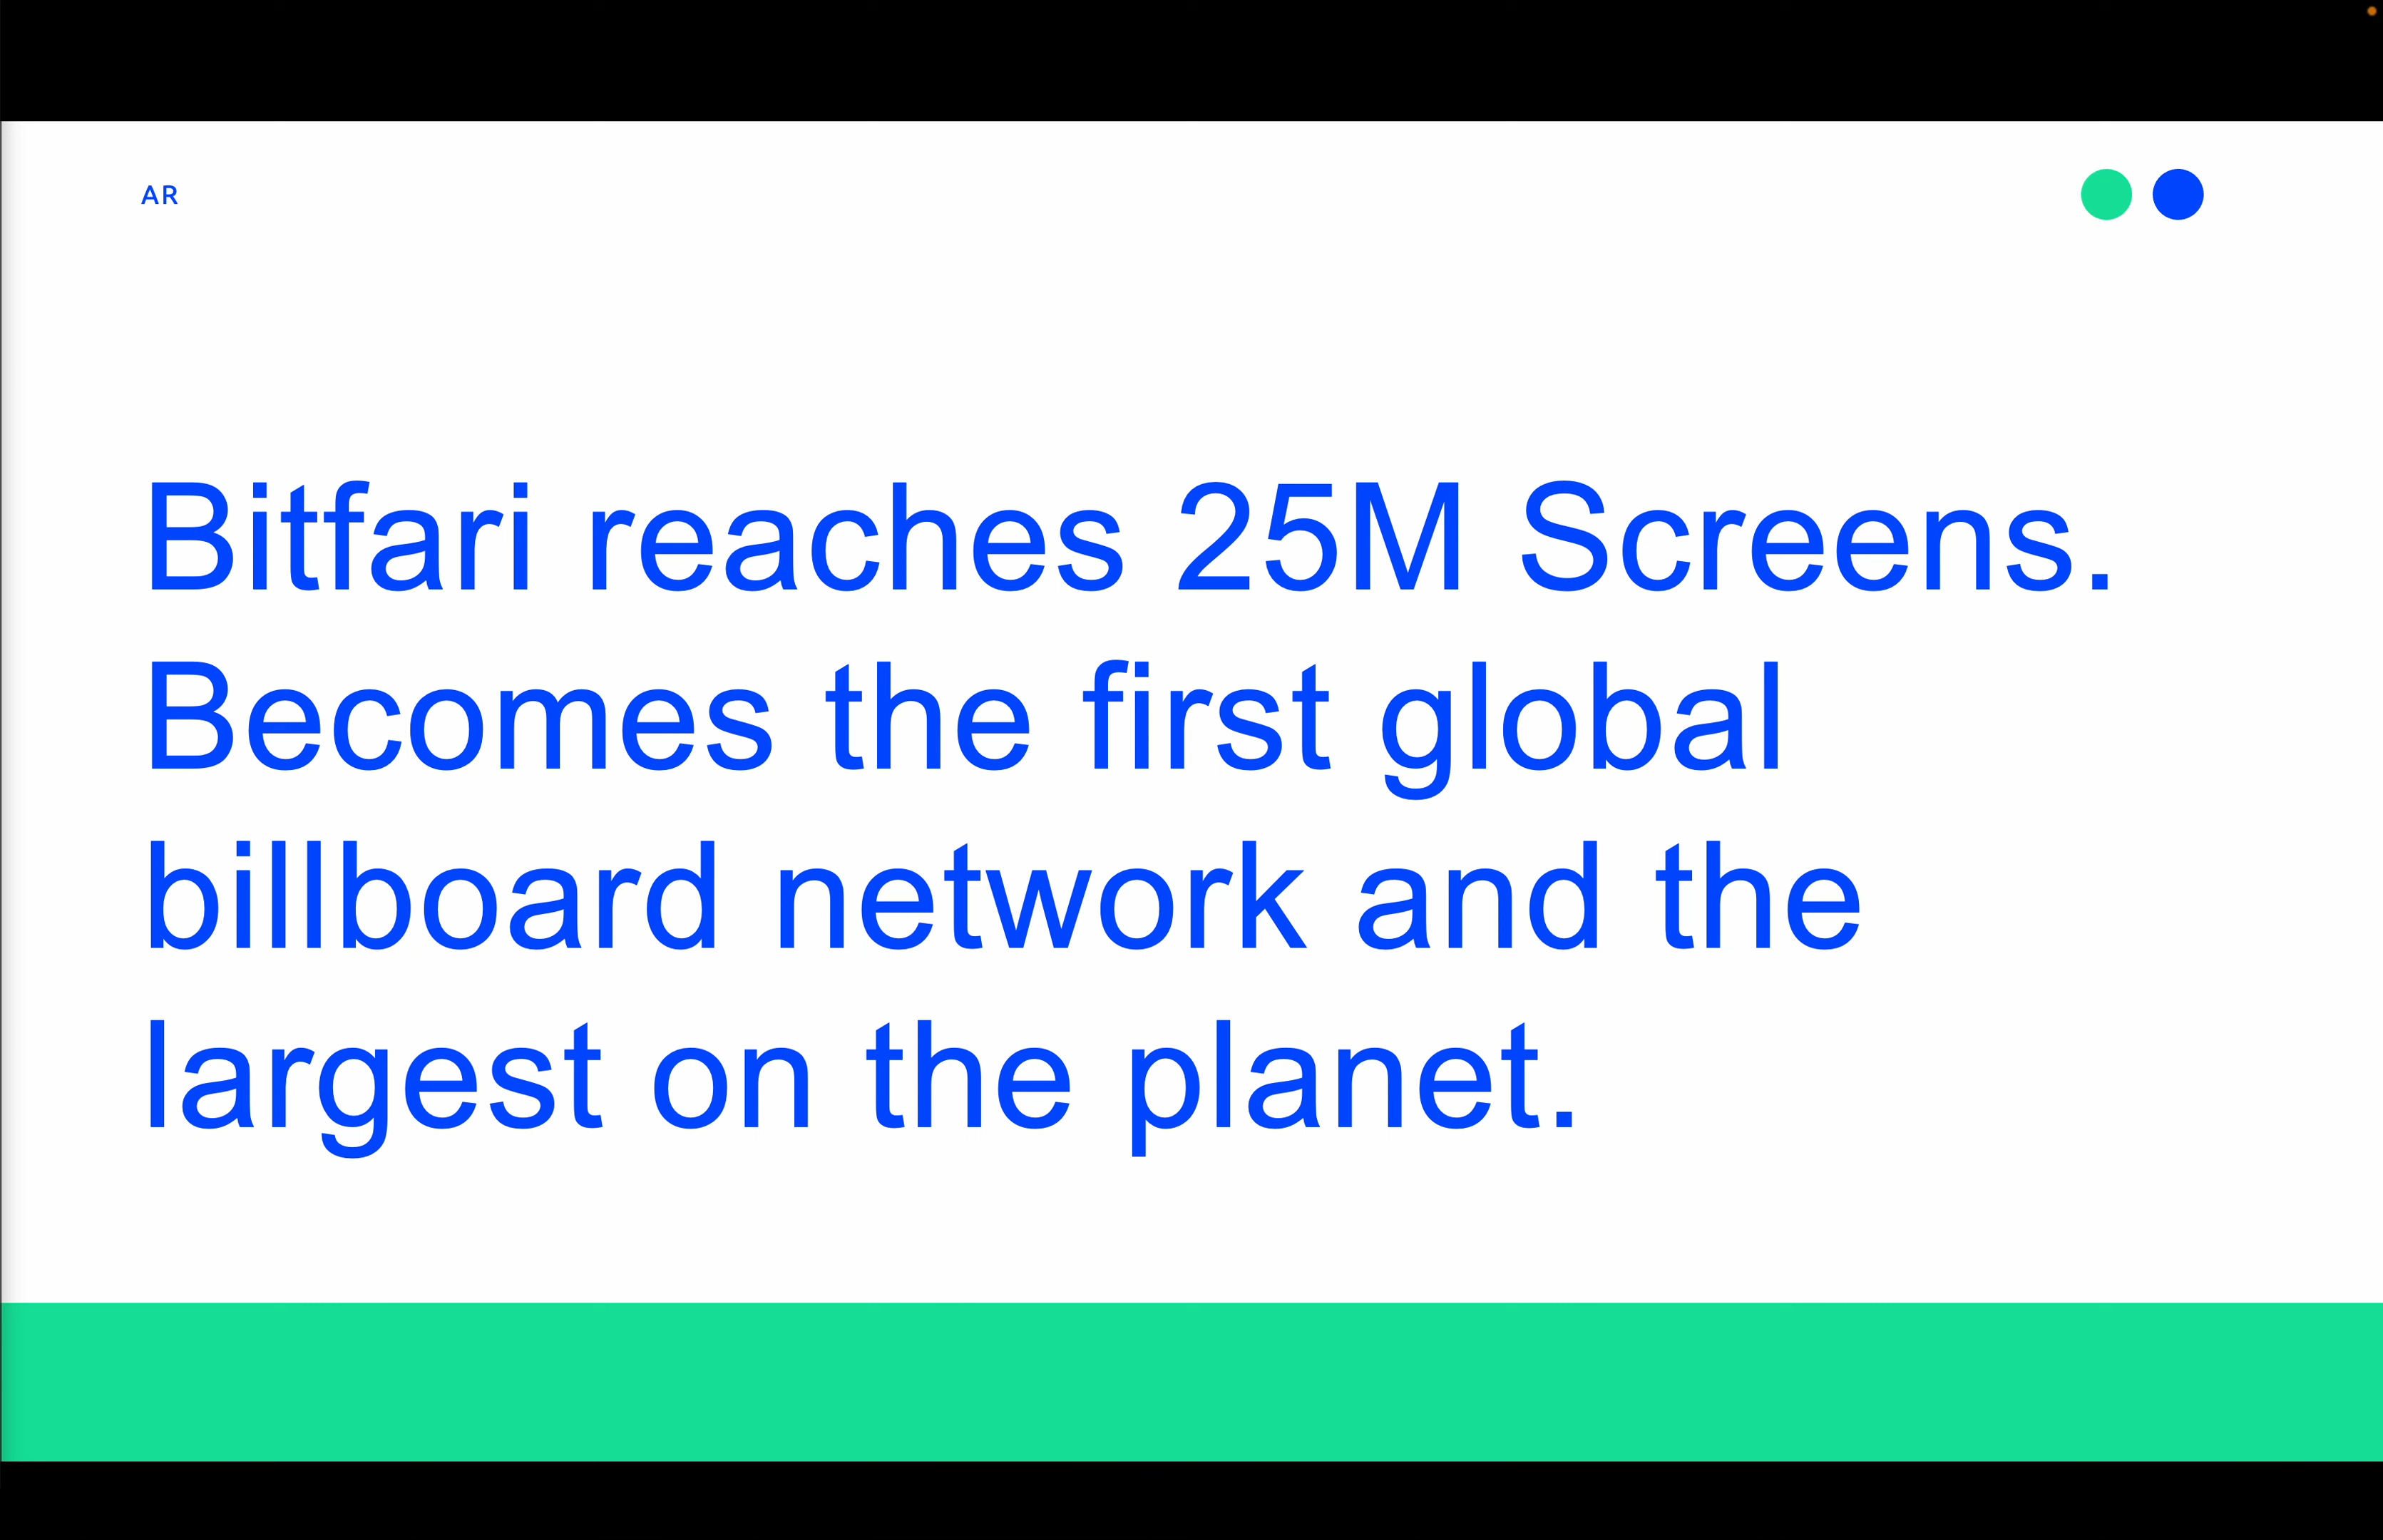 AR
Bitfari reaches 25M Screens.
Becomes the first global
billboard network and the
largest on the planet.